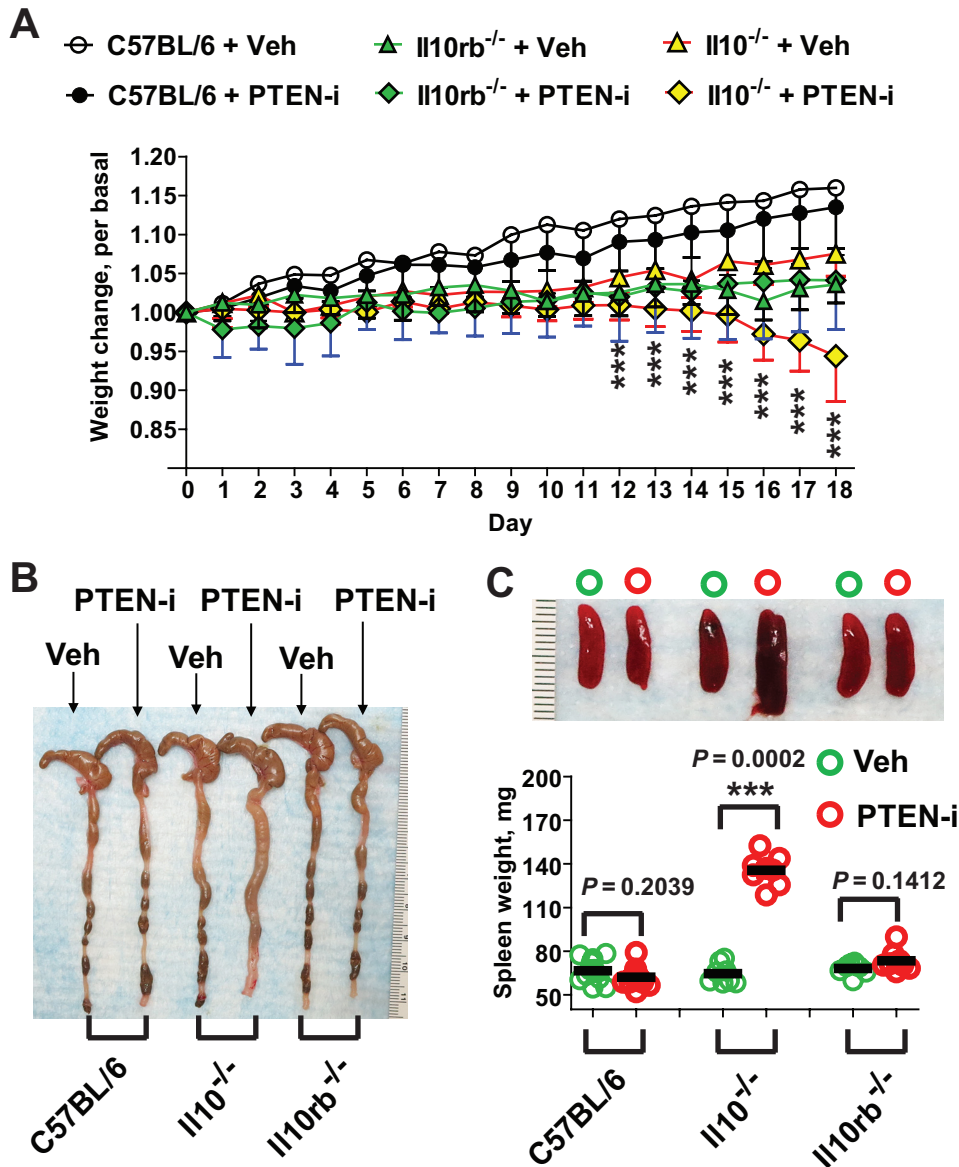 A
C57BL/6 + Veh Il10rb-/- + Veh Il10-/- + Veh
C57BL/6 + PTEN-i Il10rb-/- + PTEN-i Il10-/- + PTEN-i
Weight change, per basal
1.20
1.15
1.10
1.05
1.00
0.95
0.90
0.85
*** *** *** *** *** *** ***
0 1 2 3 4 5 6 7 8 9 10 11 12 13 14 15 16 17 18
Day
B
PTEN-i PTEN-i PTEN-i
Veh Veh Veh
9
10
11
C57BL/6 Il10-/- Il10rb-/-
C
Spleen weight, mg
200
170
140
110
80
50
P = 0.0002
***
P = 0.2039
P = 0.1412
Veh
PTEN-i
C57BL/6 Il10-/- Il10rb-/-